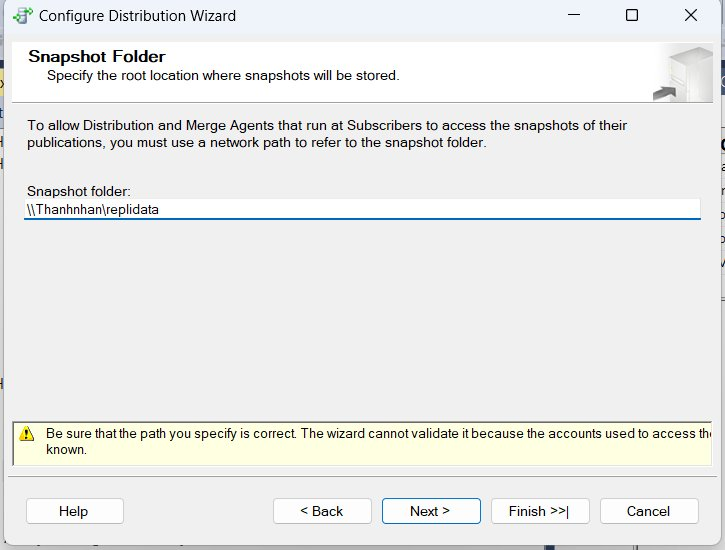 Configure Distribution Wizard
Snapshot Folder
Specify the root location where snapshots will be stored.
To allow Distribution and Merge Agents that run at Subscribers to access the snapshots of their
publications, you must use a network path to refer to the snapshot folder.
Snapshot folder:
\\Thanhnhan\replidata
Be sure that the path you specify is correct. The wizard cannot validate it because the accounts used to access the
known.
Help
< Back
Next >
Finish >>|
Cancel